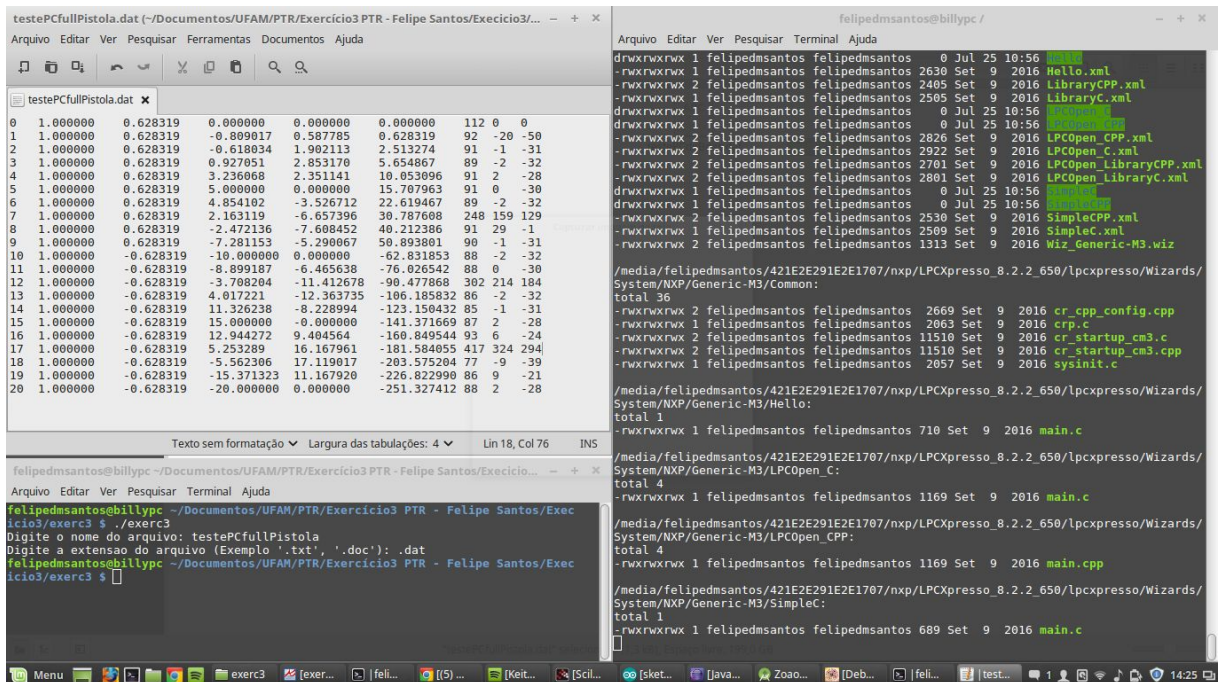 testePCfullPistola.dat (~/Documentos/UFAM/PTR/Exercício3 PTR - Felipe Santos/Execicio3/...
Arquivo Editar Ver Pesquisar Ferramentas Documentos Ajuda
testePCfullPistola.dat
0 1.000000 0.628319 0.000000 0.000000 0.000000 112 0 0
1 1.000000 0.628319 -0.809017 0.587785 0.628319 92 -20 -50
2 1.000000 0.628319 -0.618034 1.902113 2.513274 91 -1 -31
3 1.000000 0.628319 0.927051 2.853170 5.654867 89 -2 -32
4 1.000000 0.628319 3.236068 2.351141 10.053096 91 2 -28
5 1.000000 0.628319 5.000000 0.000000 15.707963 91 0 -30
6 1.000000 0.628319 4.854102 -3.526712 22.619467 89 -2 -32
7 1.000000 0.628319 2.163119 -6.657396 30.787608 248 159 129
8 1.000000 0.628319 -2.472136 -7.608452 40.212386 91 29 -1
9 1.000000 0.628319 -7.281153 -5.290067 50.893801 90 -1 -31
10 1.000000 -0.628319 -10.000000 0.000000 -62.831853 88 -2 -32
11 1.000000 -0.628319 -8.899187 -6.465638 -76.026542 88 0 -30
12 1.000000 -0.628319 -3.708204 -11.412678 -90.477868 302 214 184
13 1.000000 -0.628319 4.017221 -12.363735 -106.185832 86 -2 -32
14 1.000000 -0.628319 11.326238 -8.228994 -123.150432 85 -1 -31
15 1.000000 -0.628319 15.000000 -0.000000 -141.371669 87 2 -28
16 1.000000 -0.628319 12.944272 9.404564 -160.849544 93 6 -24
17 1.000000 -0.628319 5.253289 16.167961 -181.584055 417 324 294
18 1.000000 -0.628319 -5.562306 17.119017 -203.575204 77 -9 -39
19 1.000000 -0.628319 -15.371323 11.167920 -226.822990 86 9 -21
20 1.000000 -0.628319 -20.000000 0.000000 -251.327412 88 2 -28
Texto sem formatação Largura das tabulações: 4 Lin 18, Col 76 INS
felipedmsantos@billypc ~/Documentos/UFAM/PTR/Exercício3 PTR - Felipe Santos/Execicio...
Arquivo Editar Ver Pesquisar Terminal Ajuda
felipedmsantos@billypc ~/Documentos/UFAM/PTR/Exercício3 PTR - Felipe Santos/Exec
icio3/exerc3 $ ./exerc3
Digite o nome do arquivo: testePCfullPistola
Digite a extensao do arquivo (Exemplo '.txt', '.doc'): .dat
felipedmsantos@billypc ~/Documentos/UFAM/PTR/Exercício3 PTR - Felipe Santos/Exec
icio3/exerc3 $
felipedmsantos@billypc /
Arquivo Editar Ver Pesquisar Terminal Ajuda
drwxrwxrwx 1 felipedmsantos felipedmsantos 0 Jul 25 10:56 Hello
-rwxrwxrwx 1 felipedmsantos felipedmsantos 2630 Set 9 2016 Hello.xml
-rwxrwxrwx 2 felipedmsantos felipedmsantos 2405 Set 9 2016 LibraryCPP.xml
-rwxrwxrwx 1 felipedmsantos felipedmsantos 2505 Set 9 2016 LibraryC.xml
drwxrwxrwx 1 felipedmsantos felipedmsantos 0 Jul 25 10:56 LPCOpen_C
drwxrwxrwx 1 felipedmsantos felipedmsantos 0 Jul 25 10:56 LPCOpen_CPP
-rwxrwxrwx 2 felipedmsantos felipedmsantos 2826 Set 9 2016 LPCOpen_CPP.xml
-rwxrwxrwx 2 felipedmsantos felipedmsantos 2922 Set 9 2016 LPCOpen_C.xml
-rwxrwxrwx 2 felipedmsantos felipedmsantos 2701 Set 9 2016 LPCOpen_LibraryCPP.xml
-rwxrwxrwx 2 felipedmsantos felipedmsantos 2801 Set 9 2016 LPCOpen_LibraryC.xml
drwxrwxrwx 1 felipedmsantos felipedmsantos 0 Jul 25 10:56 SimpleC
drwxrwxrwx 1 felipedmsantos felipedmsantos 0 Jul 25 10:56 SimpleCPP
-rwxrwxrwx 2 felipedmsantos felipedmsantos 2530 Set 9 2016 SimpleCPP.xml
-rwxrwxrwx 1 felipedmsantos felipedmsantos 2509 Set 9 2016 SimpleC.xml
-rwxrwxrwx 2 felipedmsantos felipedmsantos 1313 Set 9 2016 Wiz_Generic-M3.wiz
/media/felipedmsantos/421E2E291E2E1707/nxp/LPCXpresso_8.2.2_650/lpcxpresso/Wizards/
System/NXP/Generic-M3/Common:
total 36
-rwxrwxrwx 2 felipedmsantos felipedmsantos 2669 Set 9 2016 cr_cpp_config.cpp
-rwxrwxrwx 1 felipedmsantos felipedmsantos 2063 Set 9 2016 crp.c
-rwxrwxrwx 2 felipedmsantos felipedmsantos 11510 Set 9 2016 cr_startup_cm3.c
-rwxrwxrwx 2 felipedmsantos felipedmsantos 11510 Set 9 2016 cr_startup_cm3.cpp
-rwxrwxrwx 1 felipedmsantos felipedmsantos 2057 Set 9 2016 sysinit.c
/media/felipedmsantos/421E2E291E2E1707/nxp/LPCXpresso_8.2.2_650/lpcxpresso/Wizards/
System/NXP/Generic-M3/Hello:
total 1
-rwxrwxrwx 1 felipedmsantos felipedmsantos 710 Set 9 2016 main.c
/media/felipedmsantos/421E2E291E2E1707/nxp/LPCXpresso_8.2.2_650/lpcxpresso/Wizards/
System/NXP/Generic-M3/LPCOpen_C:
total 4
-rwxrwxrwx 1 felipedmsantos felipedmsantos 1169 Set 9 2016 main.c
/media/felipedmsantos/421E2E291E2E1707/nxp/LPCXpresso_8.2.2_650/lpcxpresso/Wizards/
System/NXP/Generic-M3/LPCOpen_CPP:
total 4
-rwxrwxrwx 1 felipedmsantos felipedmsantos 1169 Set 9 2016 main.cpp
/media/felipedmsantos/421E2E291E2E1707/nxp/LPCXpresso_8.2.2_650/lpcxpresso/Wizards/
System/NXP/Generic-M3/SimpleC:
total 1
-rwxrwxrwx 1 felipedmsantos felipedmsantos 689 Set 9 2016 main.c
Menu exerc3 [exer... |feli... [(5) ... [Keit... [Scil... [sket... [Java... Zoao... [Deb... |feli... |test... 1 14:25